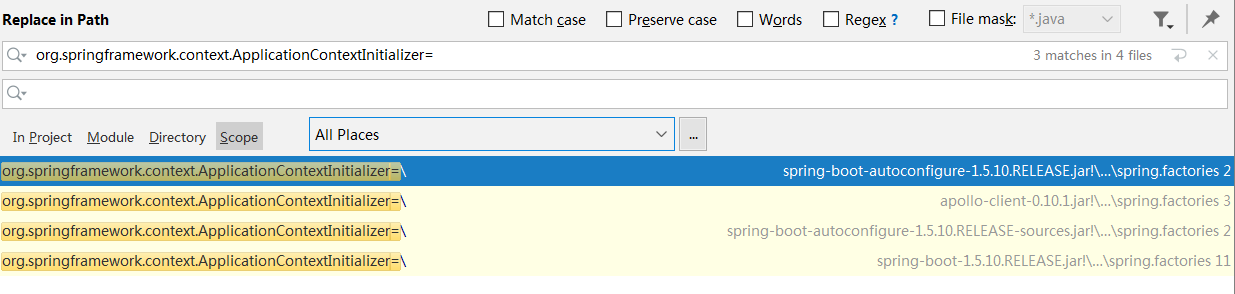 Replace in Path Match case Preserve case Words Regex ? File mask: *.java
org.springframework.context.ApplicationContextInitializer= 3 matches in 4 files
In Project Module Directory Scope All Places ...
org.springframework.context.ApplicationContextInitializer=\ spring-boot-autoconfigure-1.5.10.RELEASE.jar!\...\spring.factories 2
org.springframework.context.ApplicationContextInitializer=\ apollo-client-0.10.1.jar!\...\spring.factories 3
org.springframework.context.ApplicationContextInitializer=\ spring-boot-autoconfigure-1.5.10.RELEASE-sources.jar!\...\spring.factories 2
org.springframework.context.ApplicationContextInitializer=\ spring-boot-1.5.10.RELEASE.jar!\...\spring.factories 11